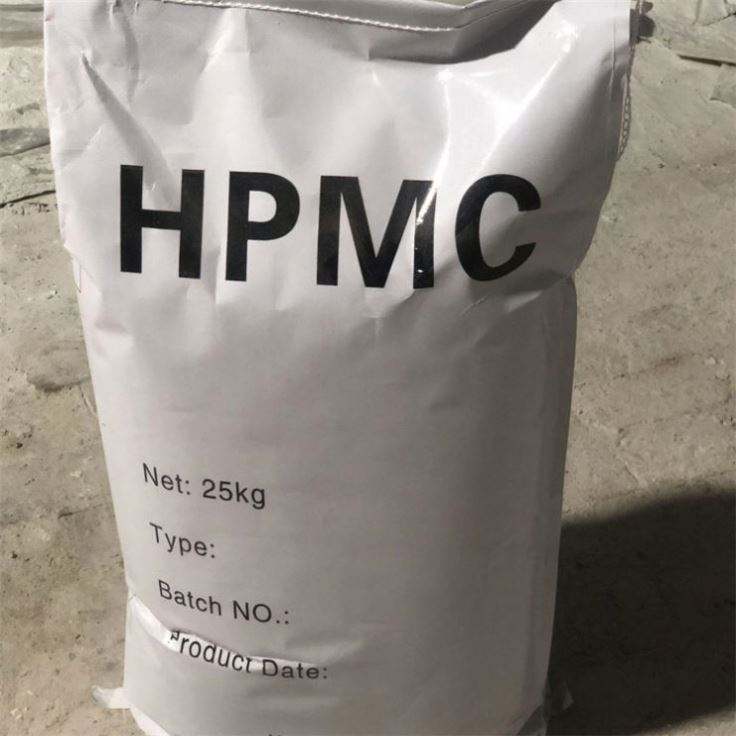 HPMC
Net: 25kg
Type:
Batch NO.:
Product Date: